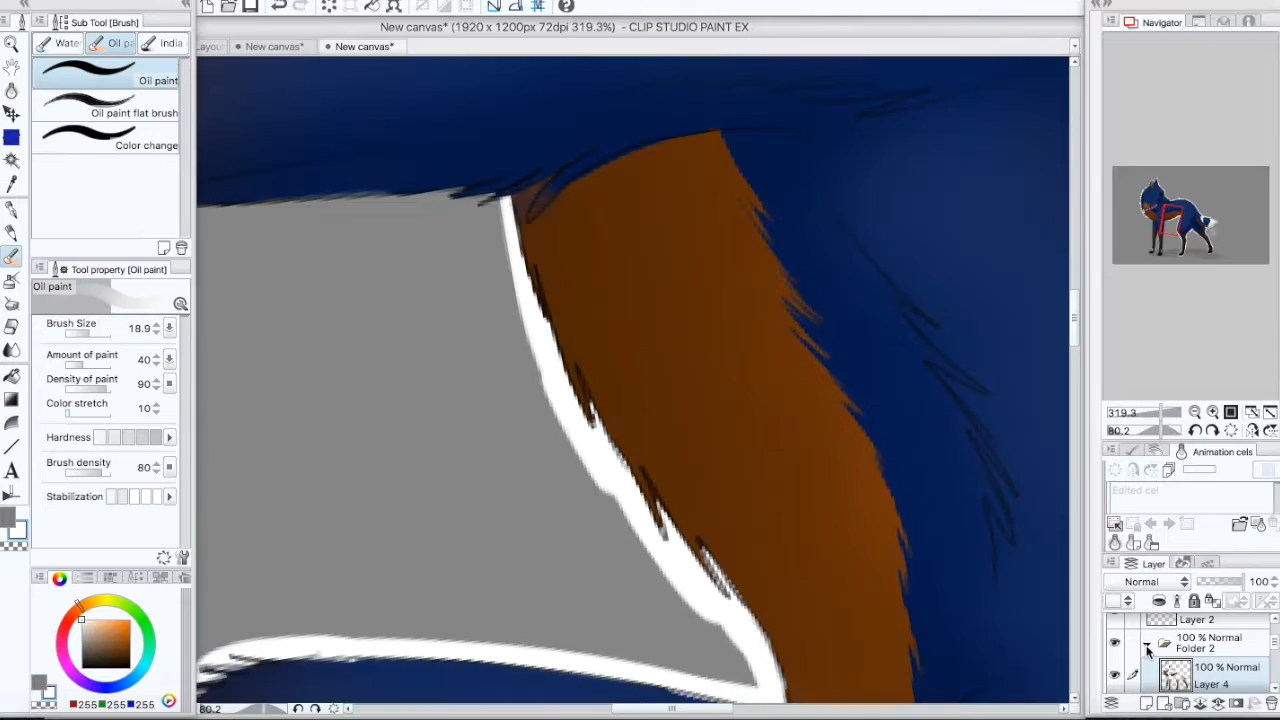 New canvas* (1920 x 1200px 72dpi 319.3%) - CLIP STUDIO PAINT EX
Sub Tool [Brush]
Navigator
New canvas*
New canvas*
Water
Oil pa
India
Oil paint
Oil paint flat brush
Color change
Tool property [Oil paint]
Oil paint
Brush Size 18.9
Amount of paint 40
Density of paint 90
Color stretch 10
Hardness
Brush density 80
Stabilization
255 255 255
80.2
319.3
80.2
Animation cels
Edited cel
Layer
Normal 100
Layer 2
100 % Normal
Folder 2
100 % Normal
Layer 4